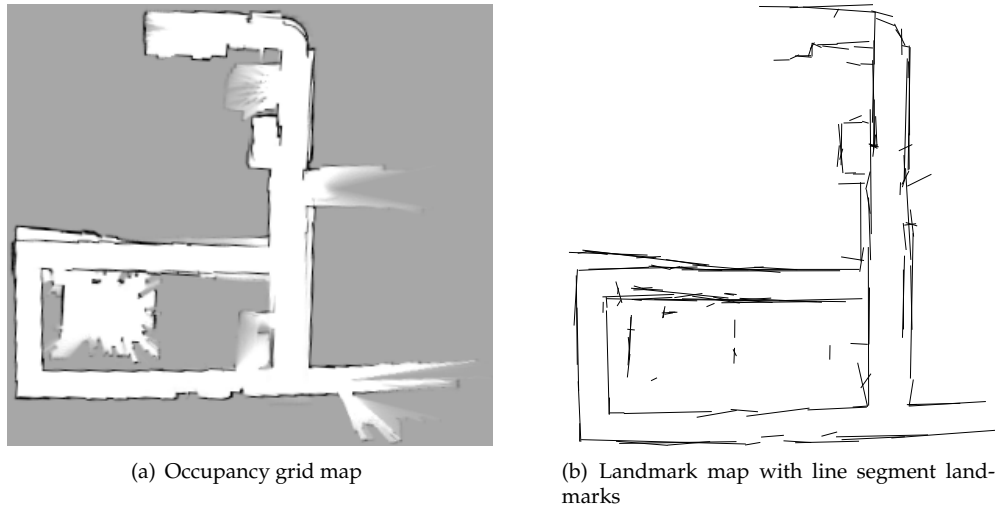 (a) Occupancy grid map
(b) Landmark map with line segment land-
marks